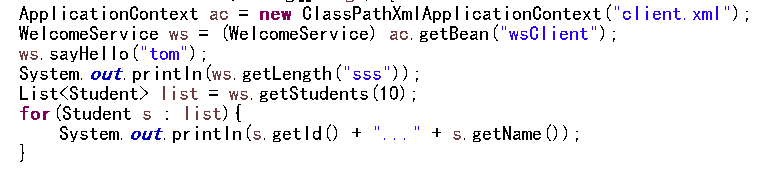 ApplicationContext ac = new ClassPathXmlApplicationContext("client.xml");
WelcomeService ws = (WelcomeService) ac.getBean("wsClient");
ws.sayHello("tom");
System.out.println(ws.getLength("sss"));
List<Student> list = ws.getStudents(10);
for(Student s : list){
    System.out.println(s.getId() + "..." + s.getName());
}